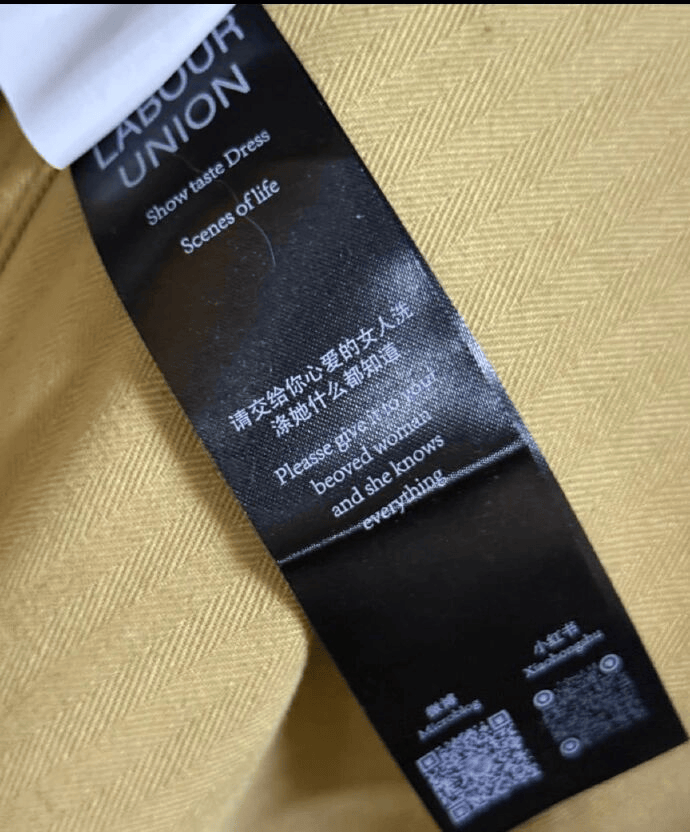 LABOUR
UNION
Show taste Dress
Scenes of life
请交给你心爱的女人洗
涤她什么都知道
Pleasse give it to your
beoved woman
and she knows
everything
小红书
Xiaohongshu
微博
Microblog